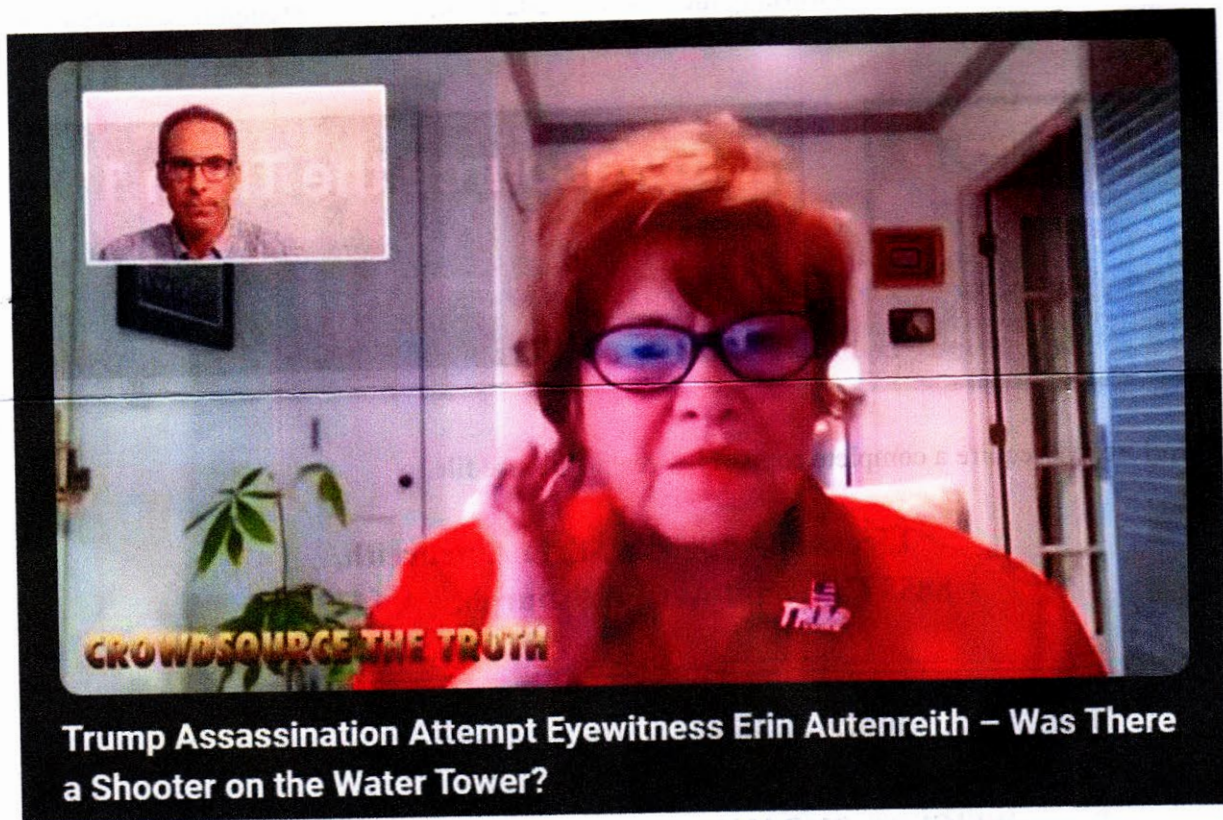 CROWDSOURCE THE TRUTH
TRUMP
Trump Assassination Attempt Eyewitness Erin Autenreith – Was There
a Shooter on the Water Tower?